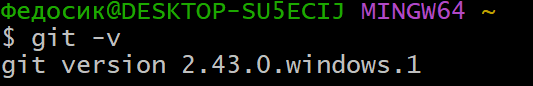 Федосик@DESKTOP-SU5ECIJ MINGW64 ~
$ git -v
git version 2.43.0.windows.1